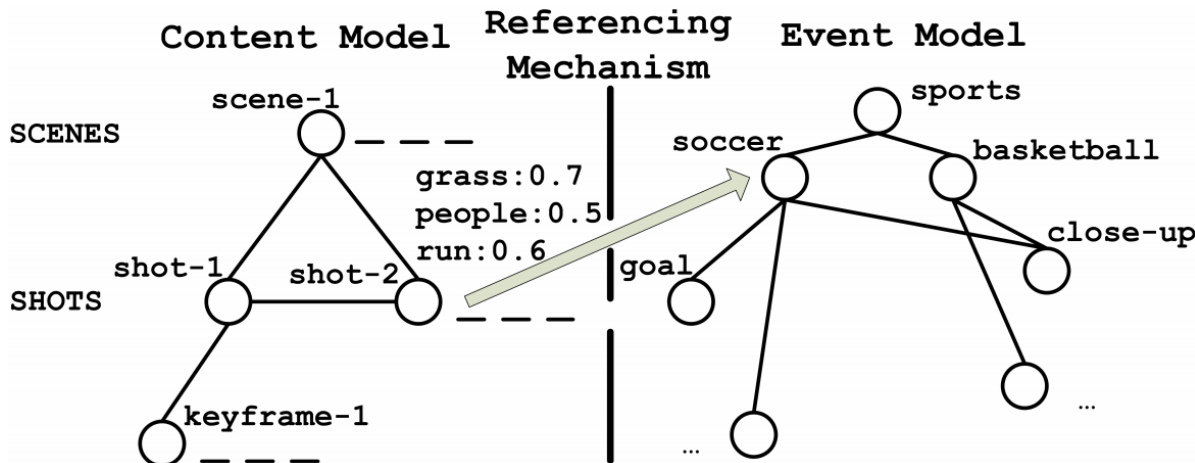 Content Model
Referencing
Mechanism
Event Model
scene-1
SCENES
sports
soccer
basketball
grass:0.7
people:0.5
run:0.6
shot-1
shot-2
SHOTS
goal
close-up
keyframe-1
...
...